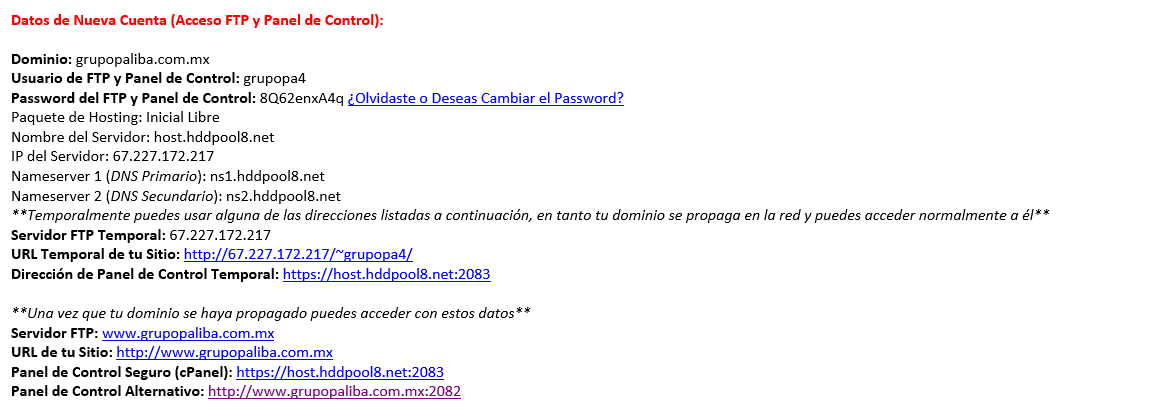 Datos de Nueva Cuenta (Acceso FTP y Panel de Control):
Dominio: grupopaliba.com.mx
Usuario de FTP y Panel de Control: grupopa4
Password del FTP y Panel de Control: 8Q62enxA4q ¿Olvidaste o Deseas Cambiar el Password?
Paquete de Hosting: Inicial Libre
Nombre del Servidor: host.hddpool8.net
IP del Servidor: 67.227.172.217
Nameserver 1 (DNS Primario): ns1.hddpool8.net
Nameserver 2 (DNS Secundario): ns2.hddpool8.net
**Temporalmente puedes usar alguna de las direcciones listadas a continuación, en tanto tu dominio se propaga en la red y puedes acceder normalmente a él**
Servidor FTP Temporal: 67.227.172.217
URL Temporal de tu Sitio: http://67.227.172.217/~grupopa4/
Dirección de Panel de Control Temporal: https://host.hddpool8.net:2083
**Una vez que tu dominio se haya propagado puedes acceder con estos datos**
Servidor FTP: www.grupopaliba.com.mx
URL de tu Sitio: http://www.grupopaliba.com.mx
Panel de Control Seguro (cPanel): https://host.hddpool8.net:2083
Panel de Control Alternativo: http://www.grupopaliba.com.mx:2082